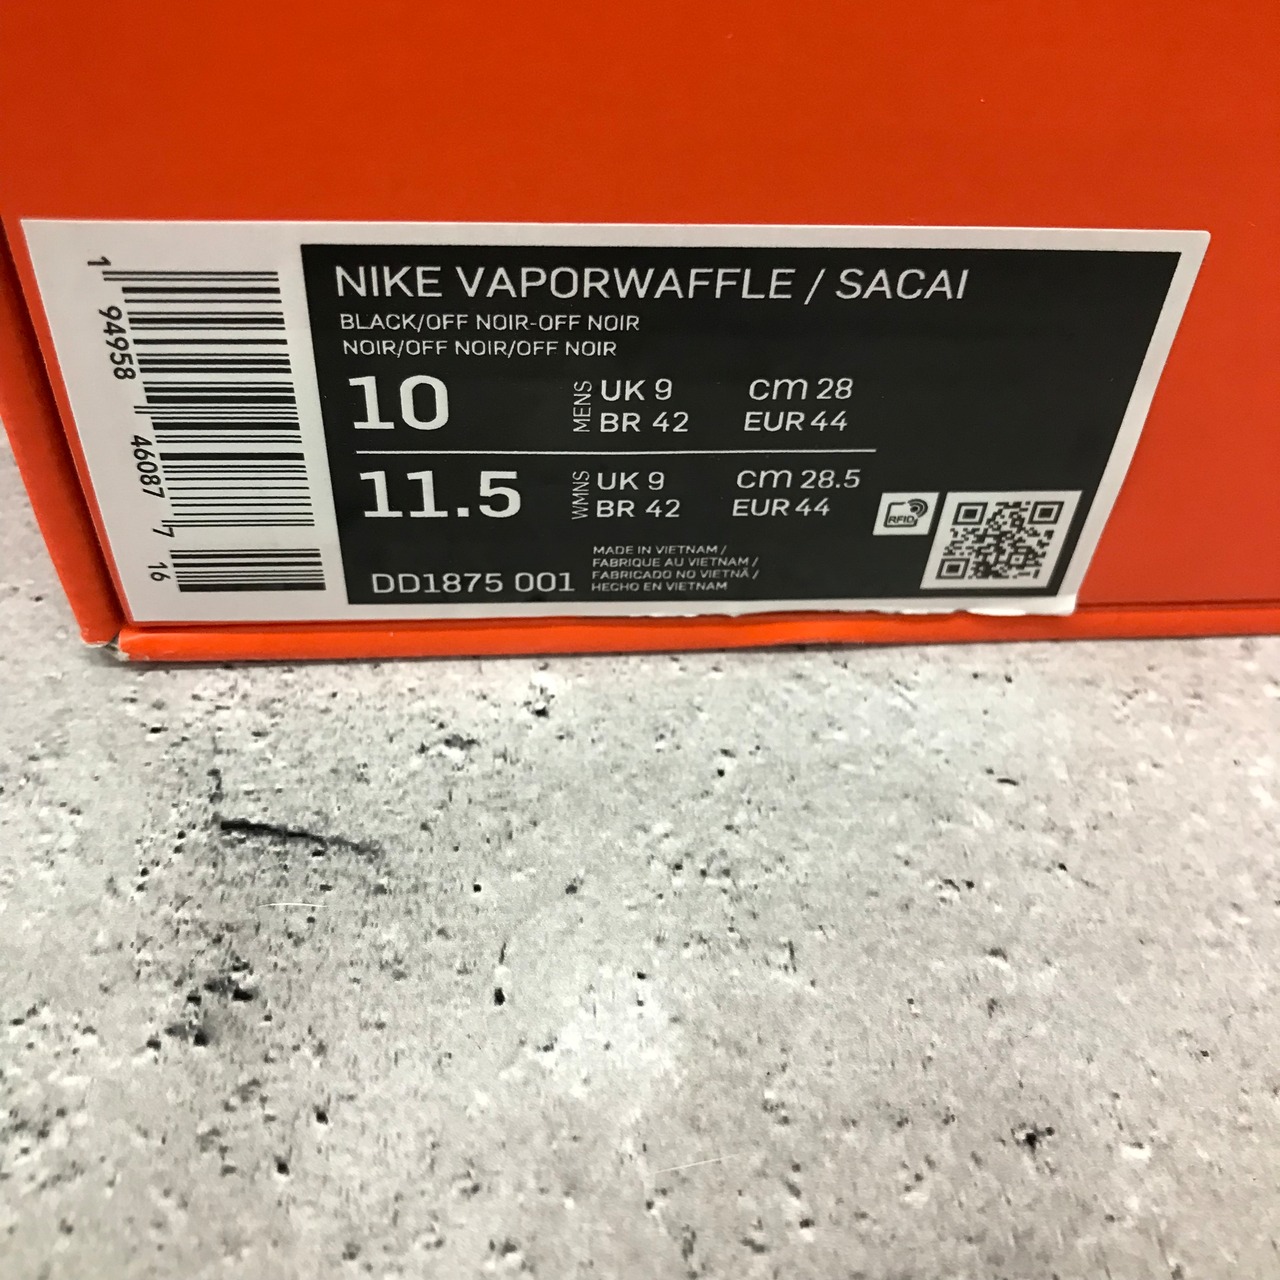 NIKE VAPORWAFFLE / SACAI
BLACK/OFF NOIR-OFF NOIR
NOIR/OFF NOIR/OFF NOIR
10 MENS UK 9 cm 28
BR 42 EUR 44
11.5 WMNS UK 9 cm 28.5
BR 42 EUR 44
DD1875 001
MADE IN VIETNAM /
FABRIQUE AU VIETNAM /
FABRICADO NO VIETNÃ /
HECHO EN VIETNAM
RFID
1 94958 46087 7 16